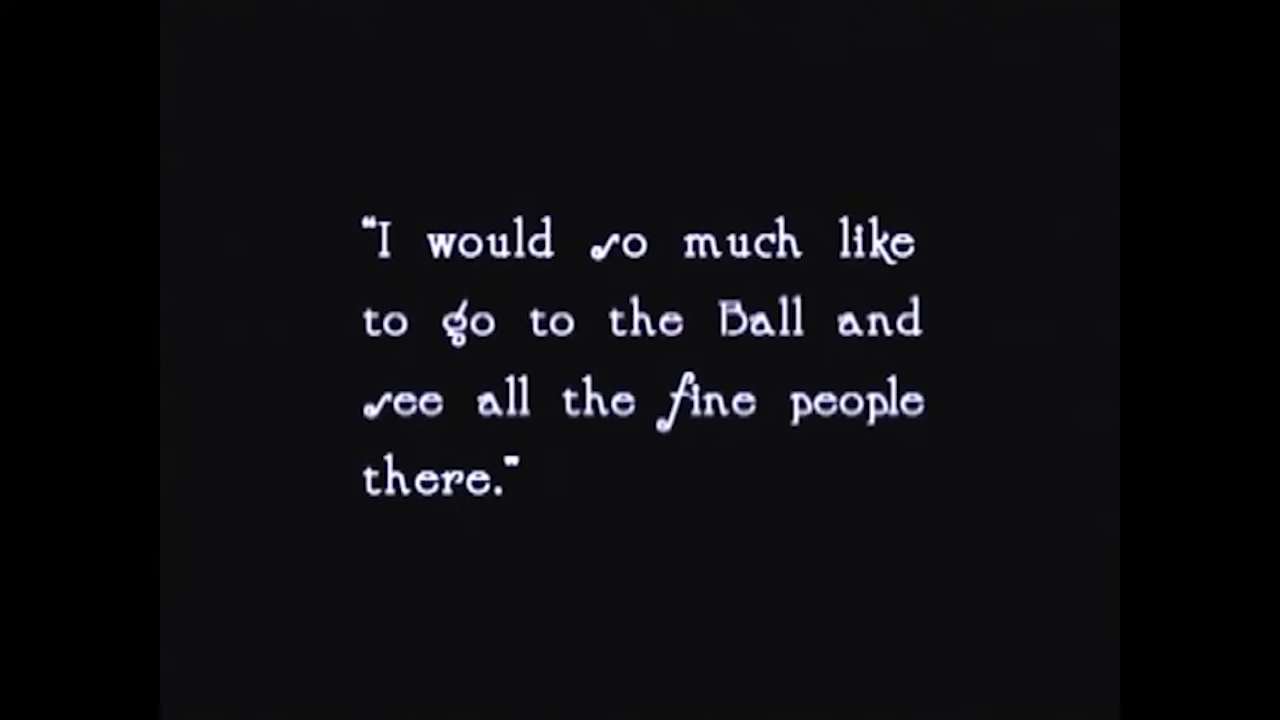 "I would so much like
to go to the Ball and
see all the fine people
there."